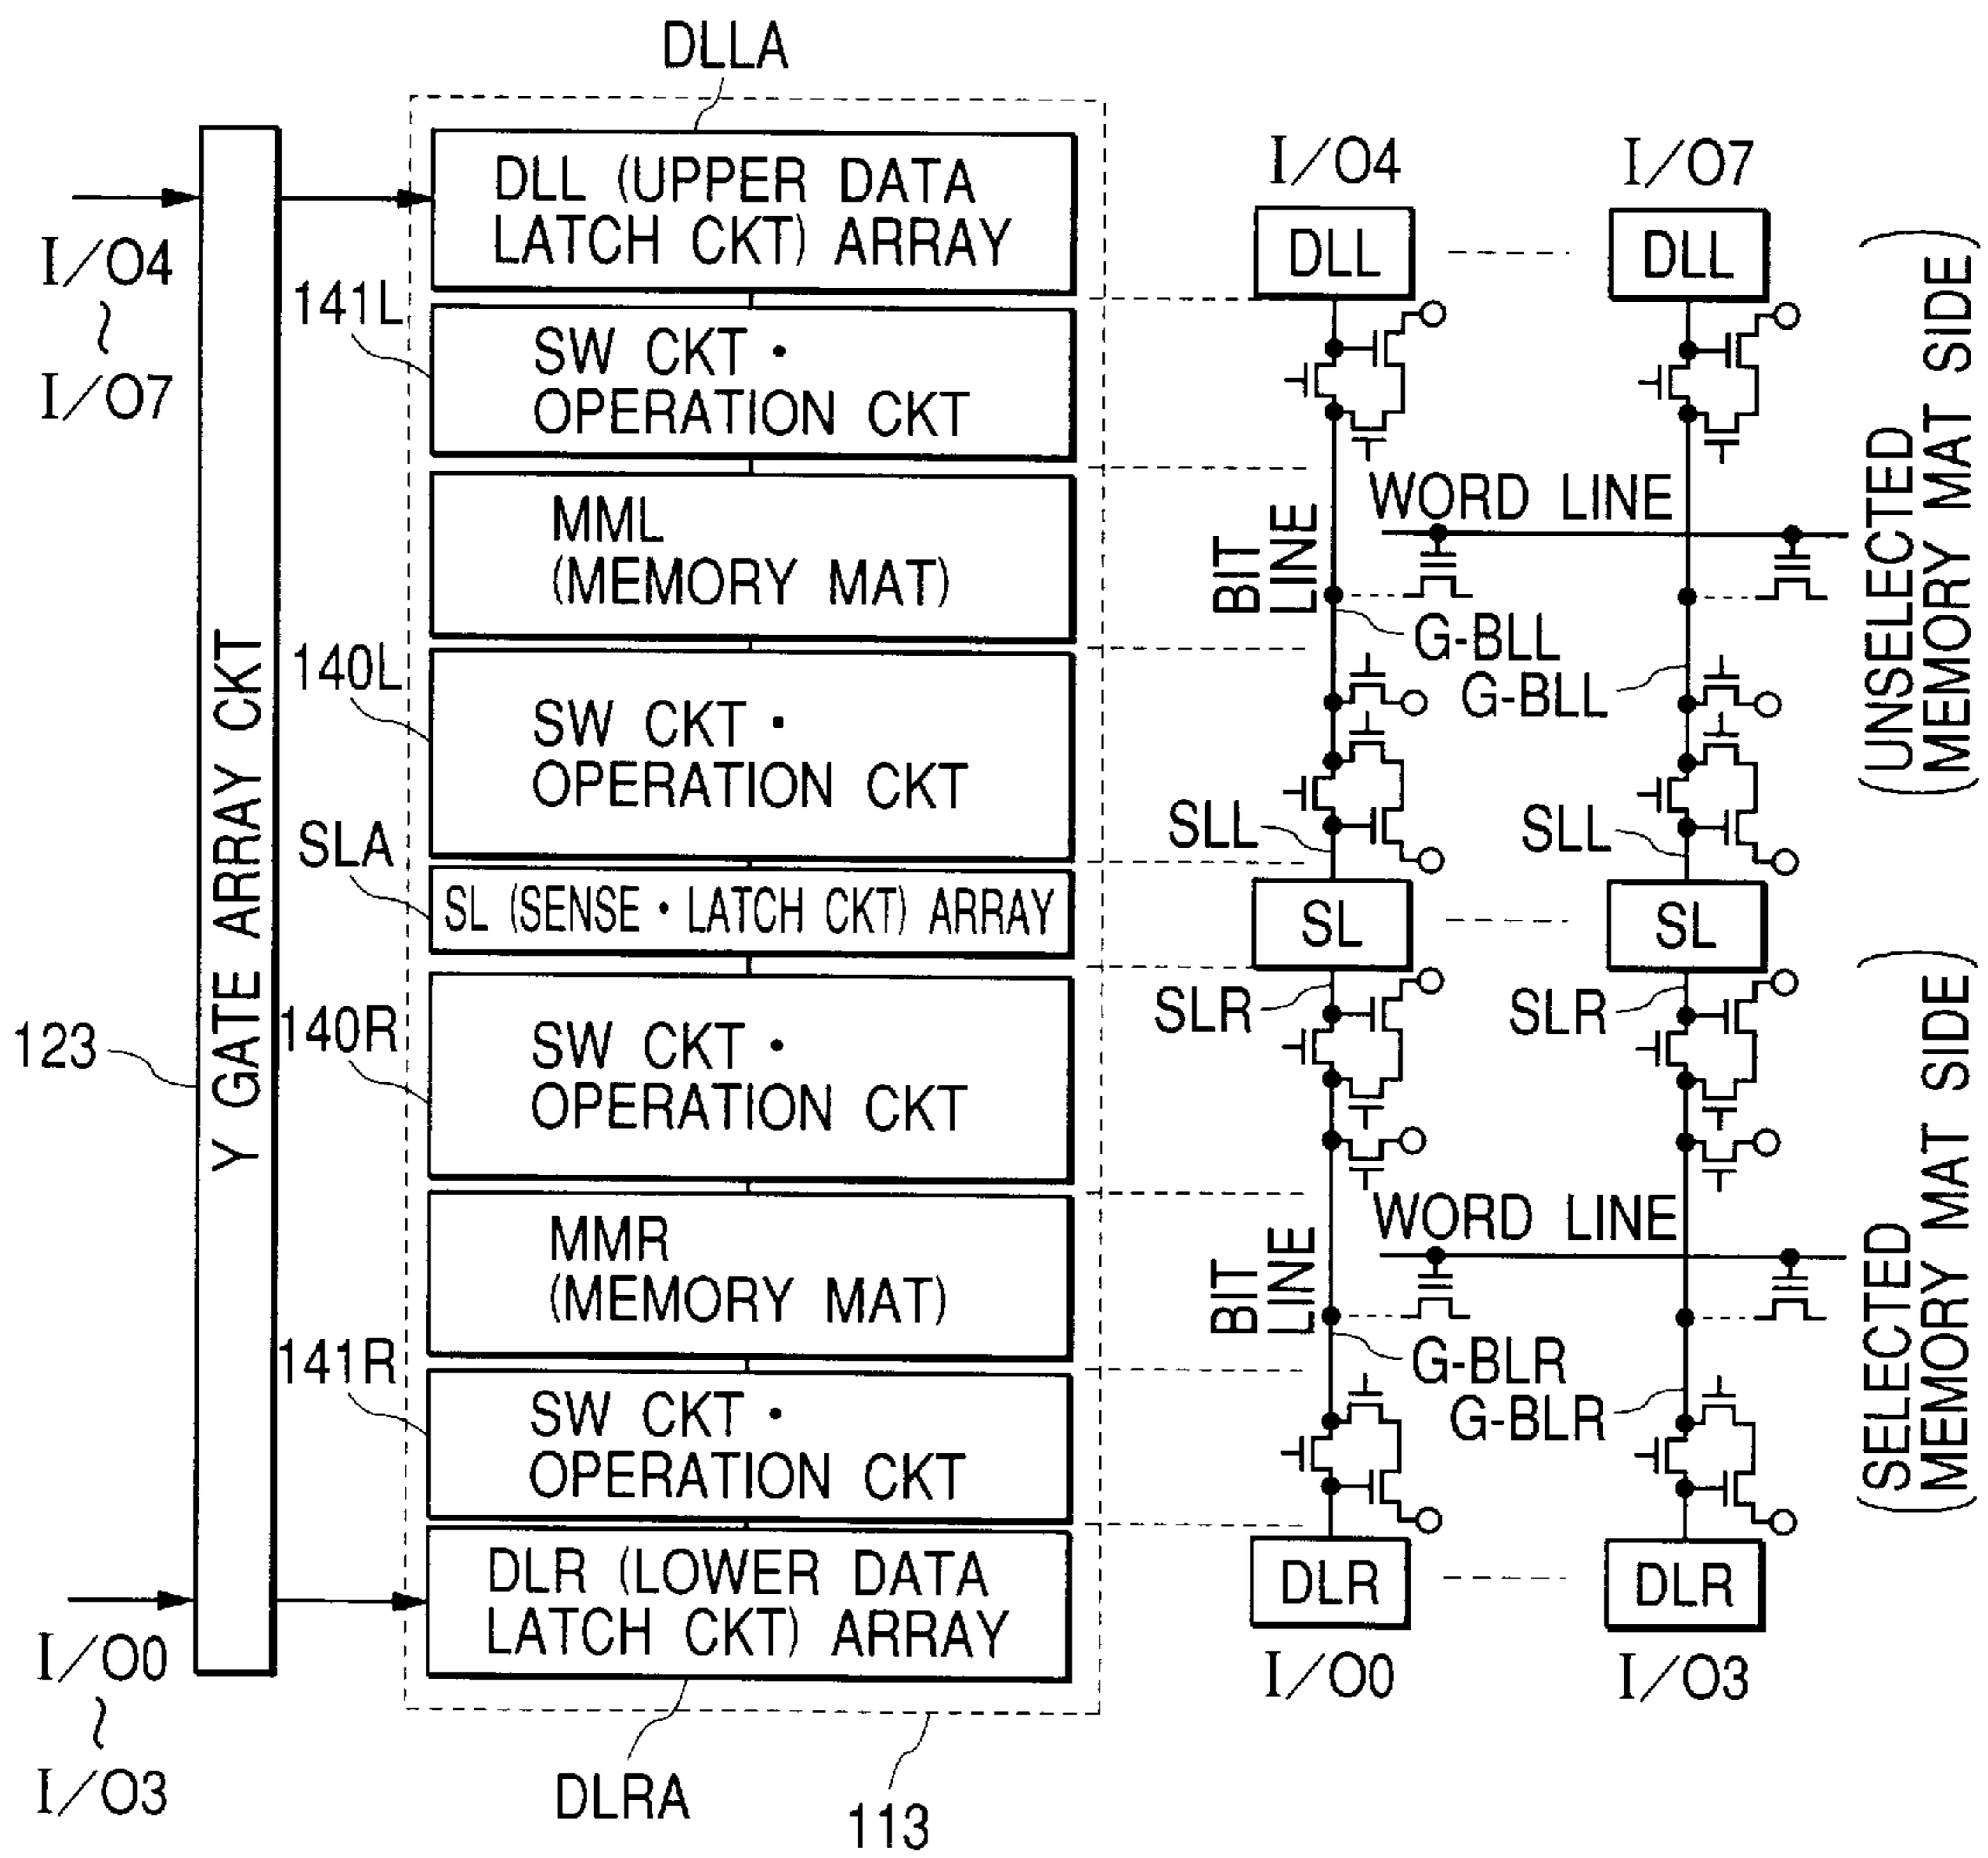 DLLA
I/O4
~
I/O7
I/O0
~
I/O3
123
Y GATE ARRAY CKT
DLL (UPPER DATA
LATCH CKT) ARRAY
141L
SW CKT・
OPERATION CKT
MML
(MEMORY MAT)
140L
SW CKT・
OPERATION CKT
SLA
SL (SENSE・LATCH CKT) ARRAY
140R
SW CKT・
OPERATION CKT
MMR
(MEMORY MAT)
141R
SW CKT・
OPERATION CKT
DLR (LOWER DATA
LATCH CKT) ARRAY
DLRA
113
I/O4
I/O7
DLL
DLL
WORD LINE
BIT
LINE
G-BLL
G-BLL
SLL
SLL
SL
SL
SLR
SLR
WORD LINE
BIT
LINE
G-BLR
G-BLR
DLR
DLR
I/O0
I/O3
(UNSELECTED
MEMORY MAT SIDE)
(SELECTED
MEMORY MAT SIDE)